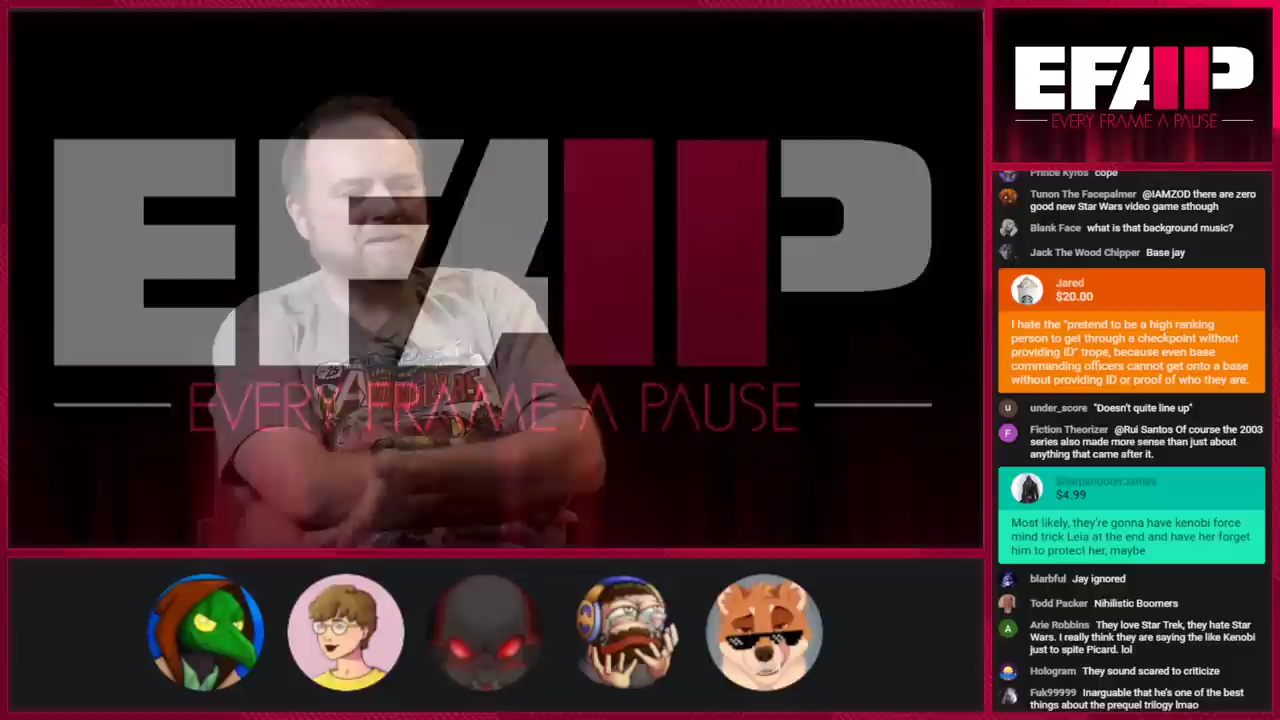 EFAP
EVERY FRAME A PAUSE
EFAP
EVERY FRAME A PAUSE
Prince Kyros cope
Tunon The Facepalmer @IAMZOD there are zero
good new Star Wars video game sthough
Blank Face what is that background music?
Jack The Wood Chipper Base jay
Jared
$20.00
I hate the "pretend to be a high ranking
person to get through a checkpoint without
providing ID" trope, because even base
commanding officers cannot get onto a base
without providing ID or proof of who they are.
under_score "Doesn't quite line up"
Fiction Theorizer @Rui Santos Of course the 2003
series also made more sense than just about
anything that came after it.
$4.99
Most likely, they're gonna have kenobi force
mind trick Leia at the end and have her forget
him to protect her, maybe
blarbful Jay ignored
Todd Packer Nihilistic Boomers
Arie Robbins They love Star Trek, they hate Star
Wars. I really think they are saying the like Kenobi
just to spite Picard. lol
Hologram They sound scared to criticize
Fuk99999 Inarguable that he's one of the best
things about the prequel trilogy lmao